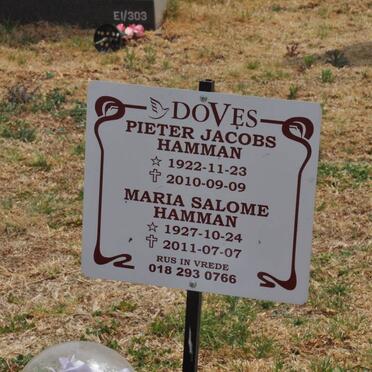 EI/303
DOVES
PIETER JACOBS
HAMMAN
☆ 1922-11-23
✝ 2010-09-09
MARIA SALOME
HAMMAN
☆ 1927-10-24
✝ 2011-07-07
RUS IN VREDE
018 293 0766